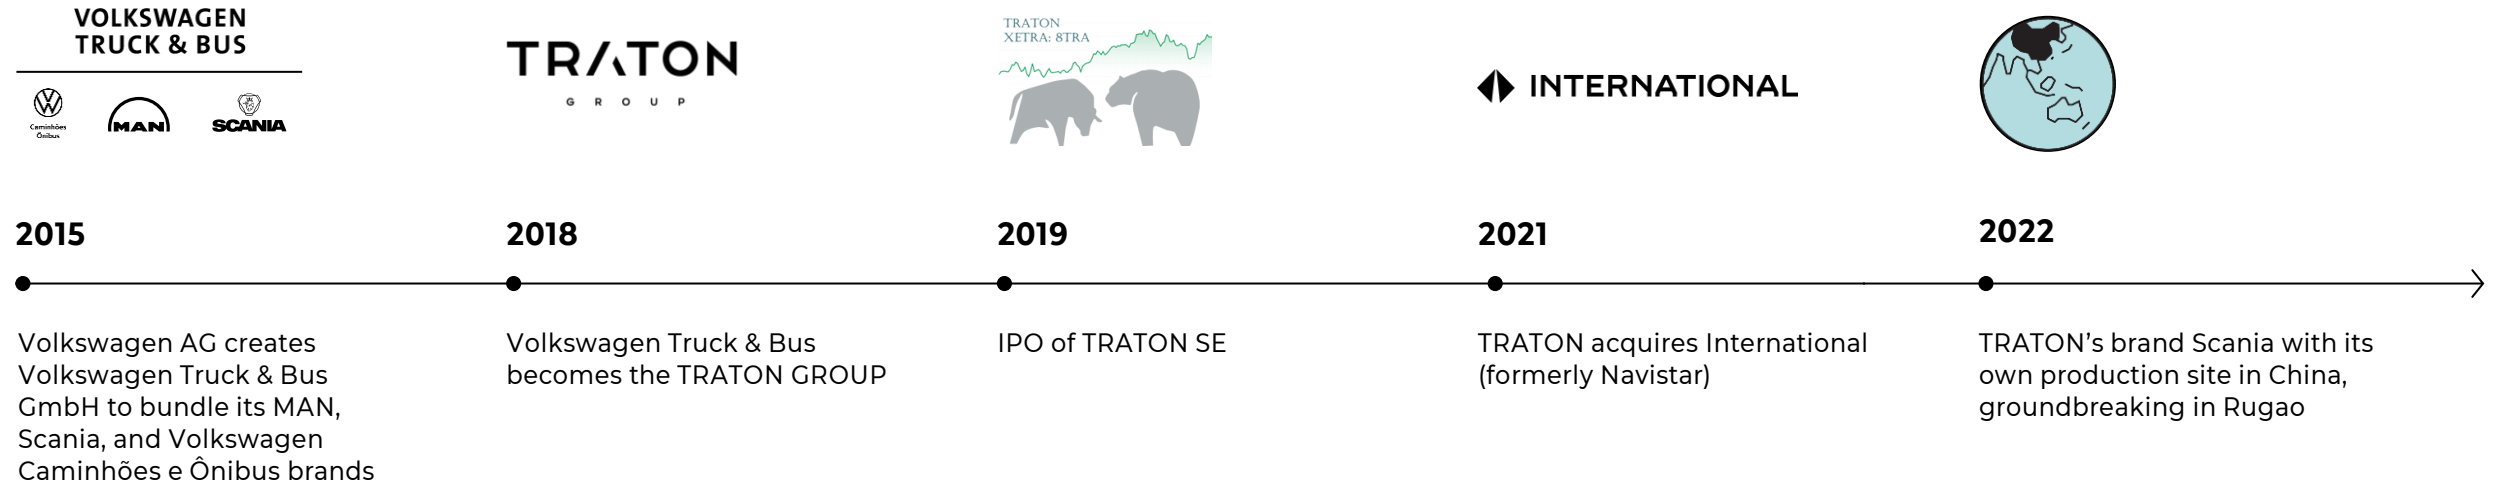 VOLKSWAGEN
TRUCK & BUS
Caminhões
Ônibus
MAN
SCANIA
2015
Volkswagen AG creates
Volkswagen Truck & Bus
GmbH to bundle its MAN,
Scania, and Volkswagen
Caminhões e Ônibus brands
TRATON
GROUP
2018
Volkswagen Truck & Bus
becomes the TRATON GROUP
TRATON
XETRA: 8TRA
2019
IPO of TRATON SE
INTERNATIONAL
2021
TRATON acquires International
(formerly Navistar)
2022
TRATON’s brand Scania with its
own production site in China,
groundbreaking in Rugao